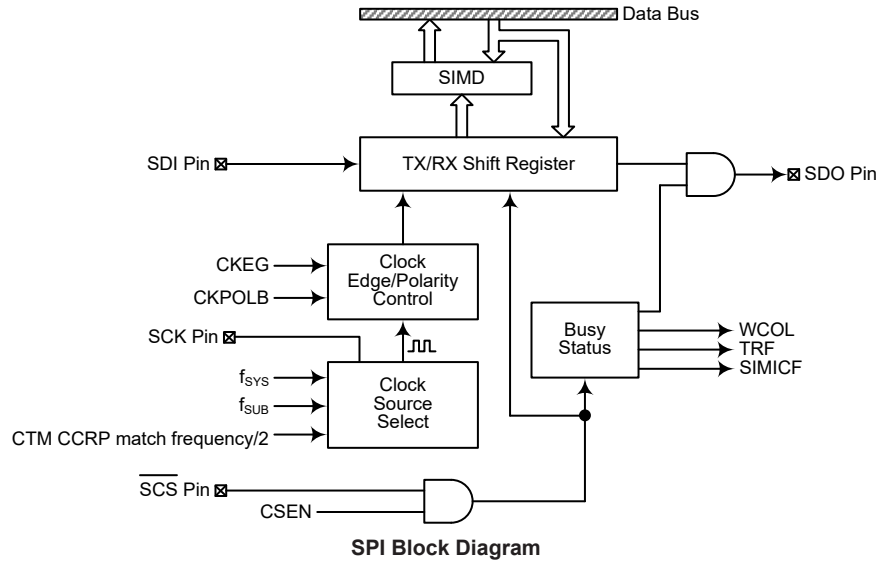 Data Bus
SIMD
SDI Pin
TX/RX Shift Register
SDO Pin
CKEG
CKPOLB
Clock
Edge/Polarity
Control
SCK Pin
Busy
Status
WCOL
TRF
SIMICF
fSYS
fSUB
CTM CCRP match frequency/2
Clock
Source
Select
SCS Pin
CSEN
SPI Block Diagram